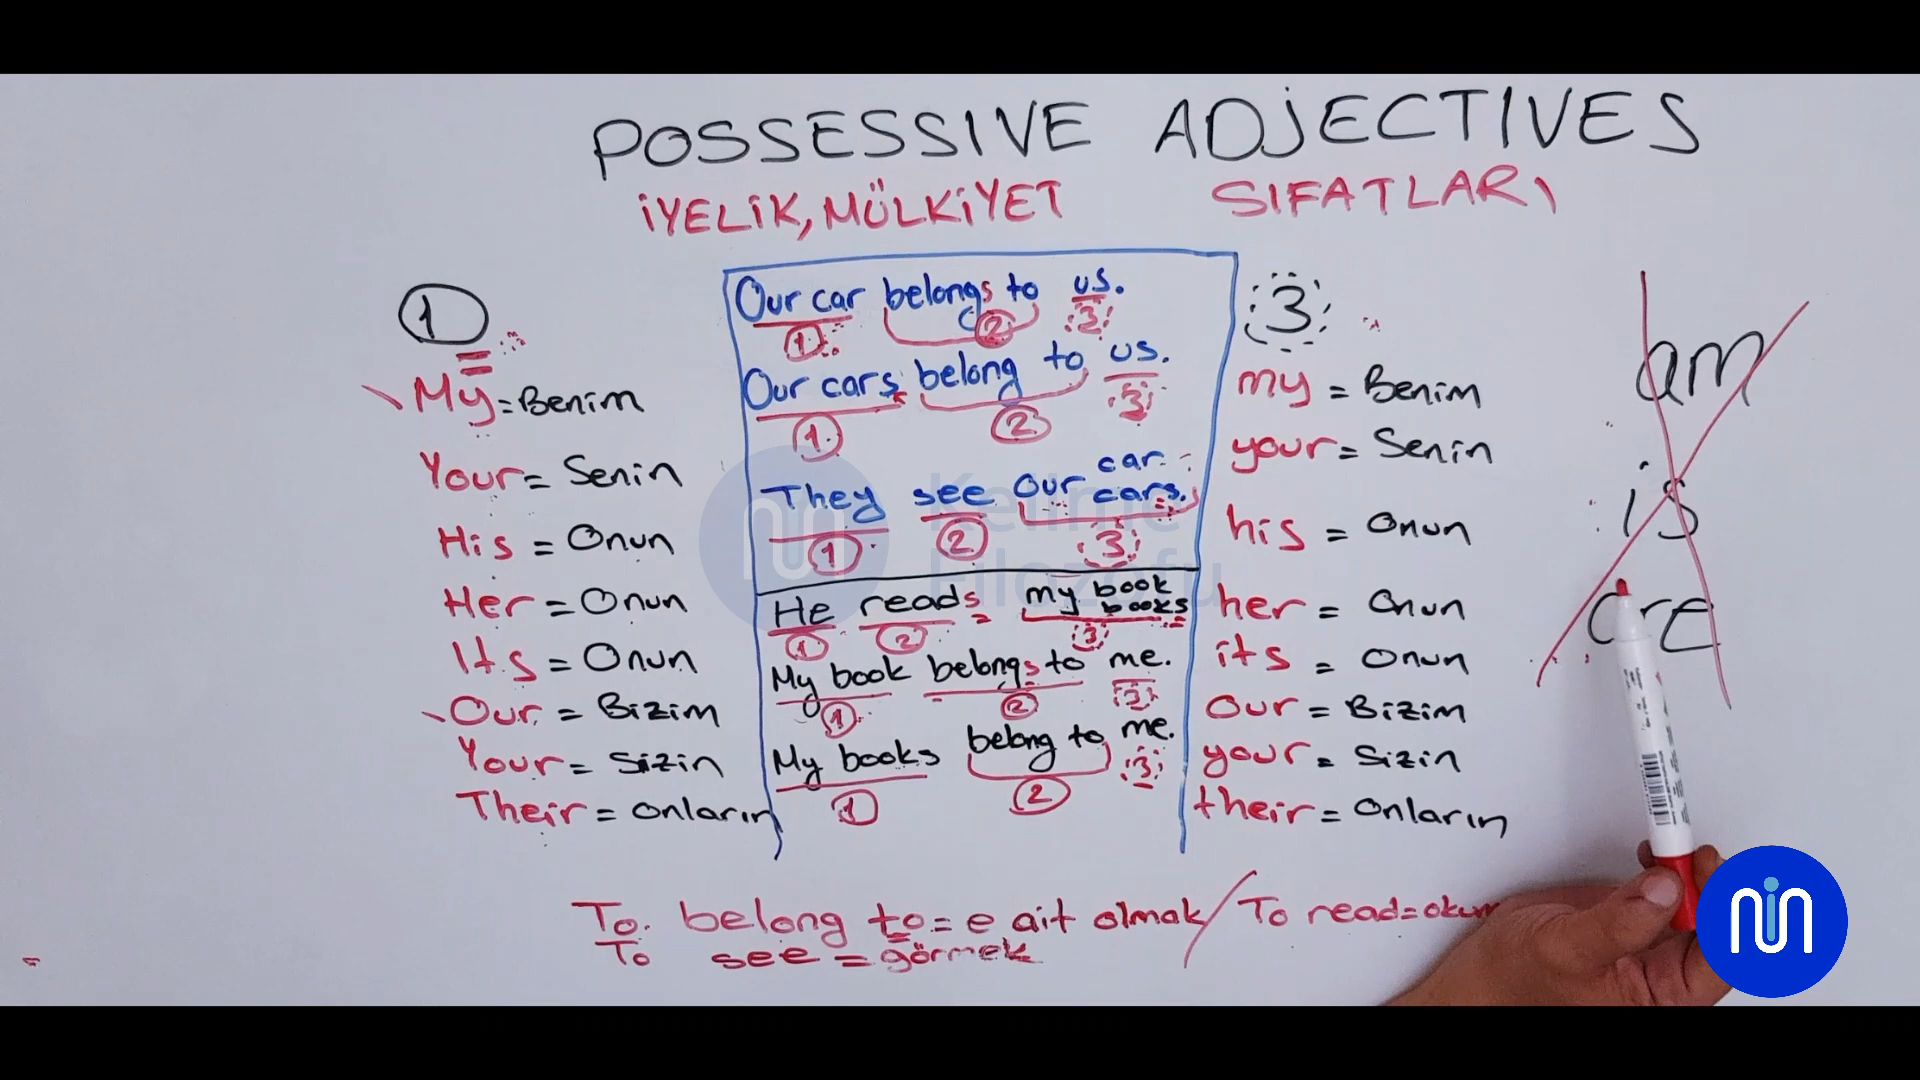 POSSESSIVE ADJECTIVES
İYELİK, MÜLKİYET SIFATLARI
1
My = Benim
Your = Senin
His = Onun
Her = Onun
Its = Onun
Our = Bizim
Your = Sizin
Their = onların
Our car belongs to us.
1 2 3
Our cars belong to us.
1 2 3
They see our car.
cars.
1 2 3
He reads my book
books
1 2 3
My book belongs to me.
1 2 3
My books belong to me.
1 2 3
3
my = Benim
your = Senin
his = Onun
her = Onun
its = Onun
our = Bizim
your = Sizin
their = Onların
am
is
are
To belong to = e ait olmak / To read = okum
To see = görmek
Kelime
Filozofu